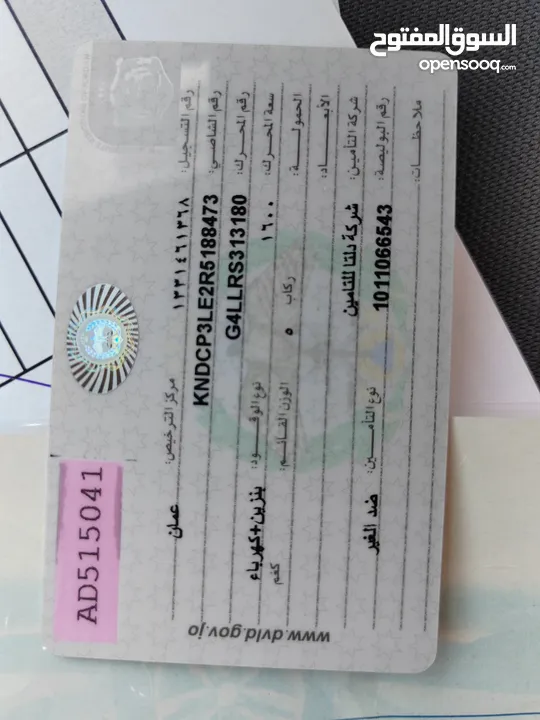 السوق المفتوح
opensooq.com
رقم التسجيل: ١٣٣١٤٦١٣٦٨ مركز الترخيص: عمان
رقم الشاصي: KNDCP3LE2R5188473
رقم المحرك: G4LLRS313180 نوع الوقود: بنزين+كهرباء
سعة المحرك: ١٦٠٠ ركاب ٥ الوزن القائم: كغم
الحمولة:
الأبعاد:
شركة التأمين: شركة دلتا للتامين
رقم البوليصة: 1011066543 نوع التأمين: ضد الغير
ملاحظات:
AD515041
www.dvld.gov.jo